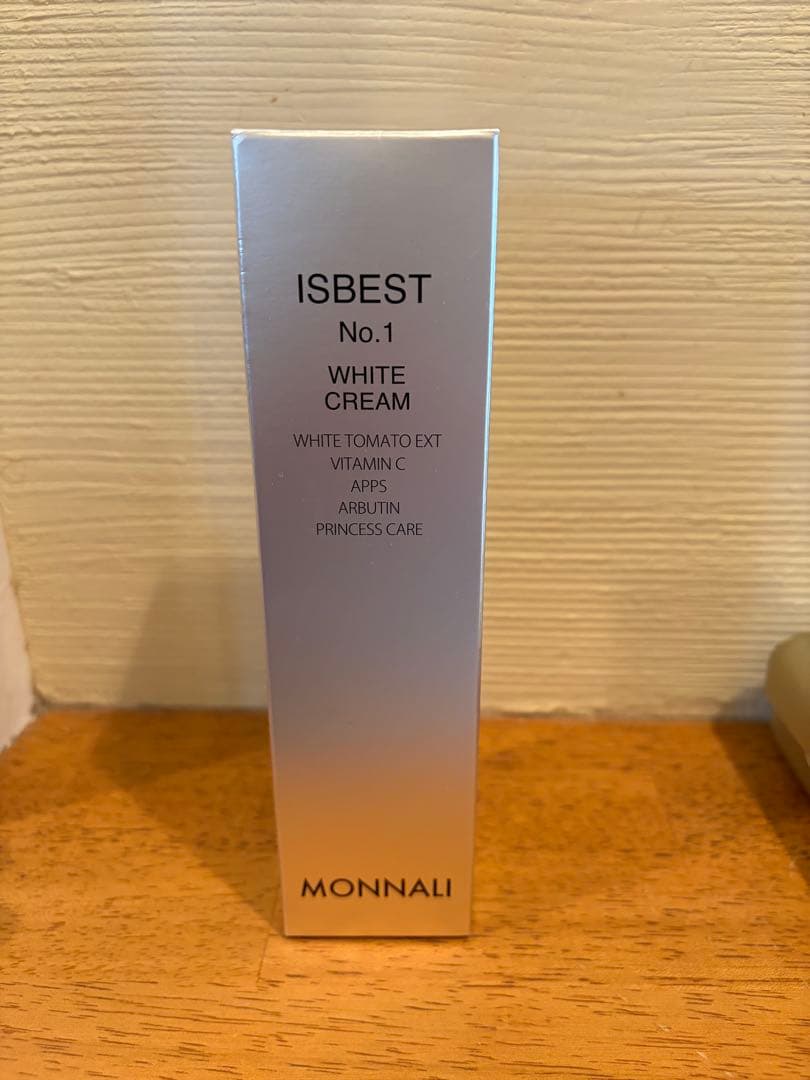 ISBEST
No.1
WHITE
CREAM
WHITE TOMATO EXT
VITAMIN C
APPS
ARBUTIN
PRINCESS CARE
MONNALI